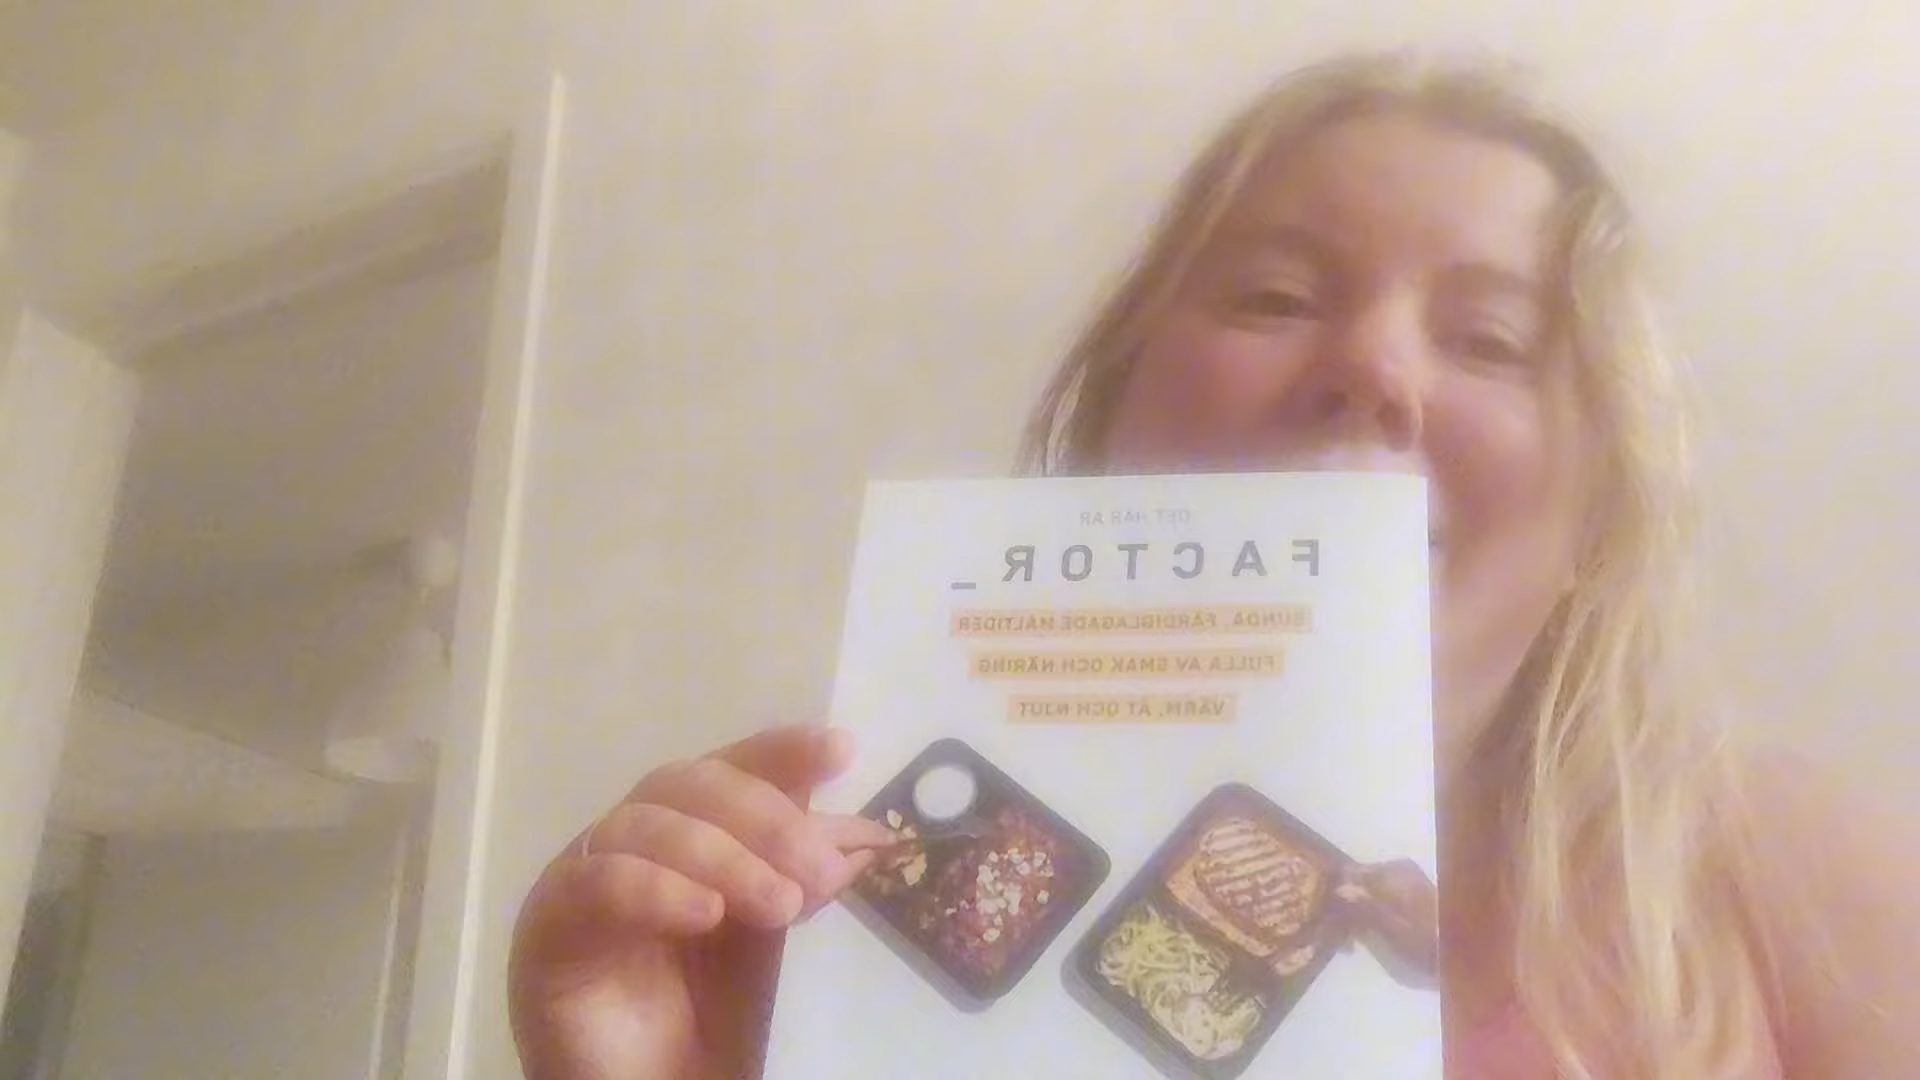 DET HÄR ÄR
FACTOR_
SUNDA, FÄRDIGLAGADE MÅLTIDER
FULLA AV SMAK OCH NÄRING
VÄRM, ÄT OCH NJUT